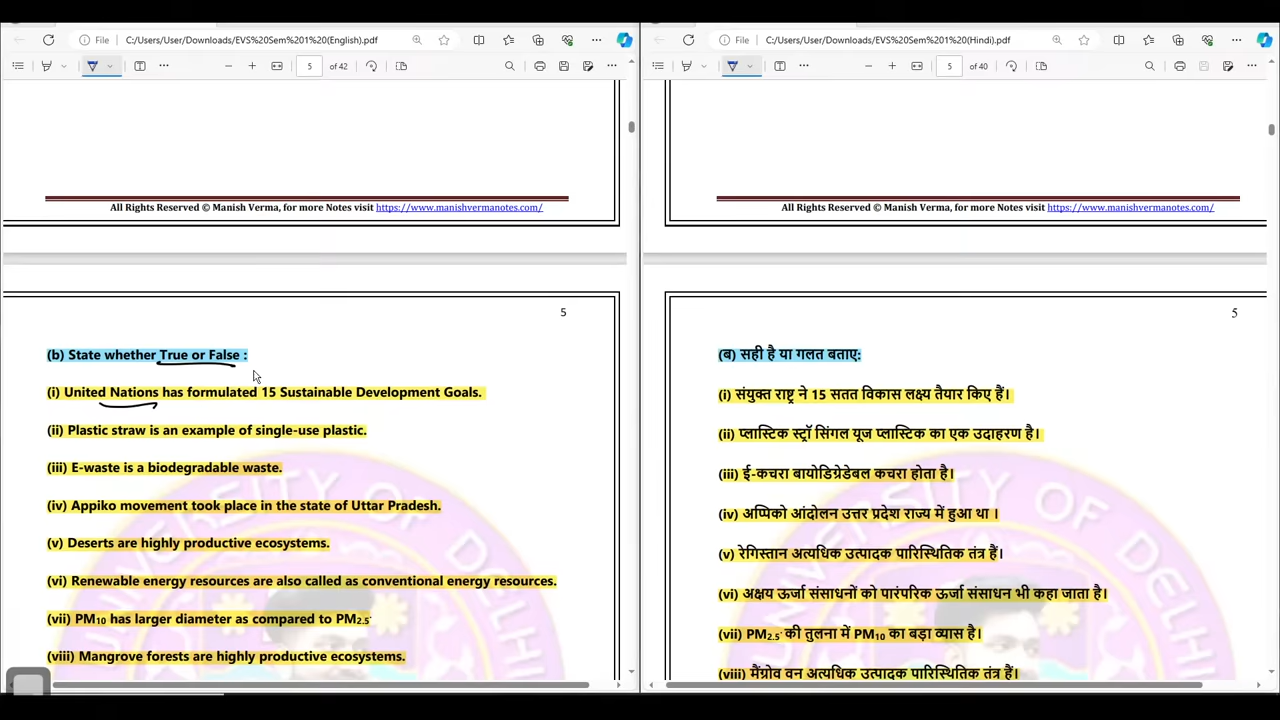 File C:/Users/User/Downloads/EVS%20Sem%201%20(English).pdf
5 of 42
All Rights Reserved © Manish Verma, for more Notes visit https://www.manishvermanotes.com/
5
(b) State whether True or False :
(i) United Nations has formulated 15 Sustainable Development Goals.
(ii) Plastic straw is an example of single-use plastic.
(iii) E-waste is a biodegradable waste.
(iv) Appiko movement took place in the state of Uttar Pradesh.
(v) Deserts are highly productive ecosystems.
(vi) Renewable energy resources are also called as conventional energy resources.
(vii) PM10 has larger diameter as compared to PM2.5.
(viii) Mangrove forests are highly productive ecosystems.
UNIVERSITY OF DELHI
File C:/Users/User/Downloads/EVS%20Sem%201%20(Hindi).pdf
5 of 40
All Rights Reserved © Manish Verma, for more Notes visit https://www.manishvermanotes.com/
5
(ब) सही है या गलत बताए:
(i) संयुक्त राष्ट्र ने 15 सतत विकास लक्ष्य तैयार किए हैं।
(ii) प्लास्टिक स्ट्रॉ सिंगल यूज प्लास्टिक का एक उदाहरण है।
(iii) ई-कचरा बायोडिग्रेडेबल कचरा होता है।
(iv) अप्पिको आंदोलन उत्तर प्रदेश राज्य में हुआ था ।
(v) रेगिस्तान अत्यधिक उत्पादक पारिस्थितिक तंत्र हैं।
(vi) अक्षय ऊर्जा संसाधनों को पारंपरिक ऊर्जा संसाधन भी कहा जाता है।
(vii) PM2.5. की तुलना में PM10 का बड़ा व्यास है।
(viii) मैंग्रोव वन अत्यधिक उत्पादक पारिस्थितिक तंत्र हैं।
UNIVERSITY OF DELHI